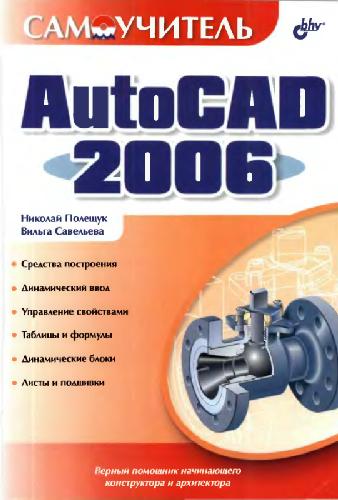 САМОУЧИТЕЛЬ
bhv®
AutoCAD
2006
Николай Полещук
Вильга Савельева
• Средства построения
• Динамический ввод
• Управление свойствами
• Таблицы и формулы
• Динамические блоки
• Листы и подшивки
Верный помощник начинающего
конструктора и архитектора